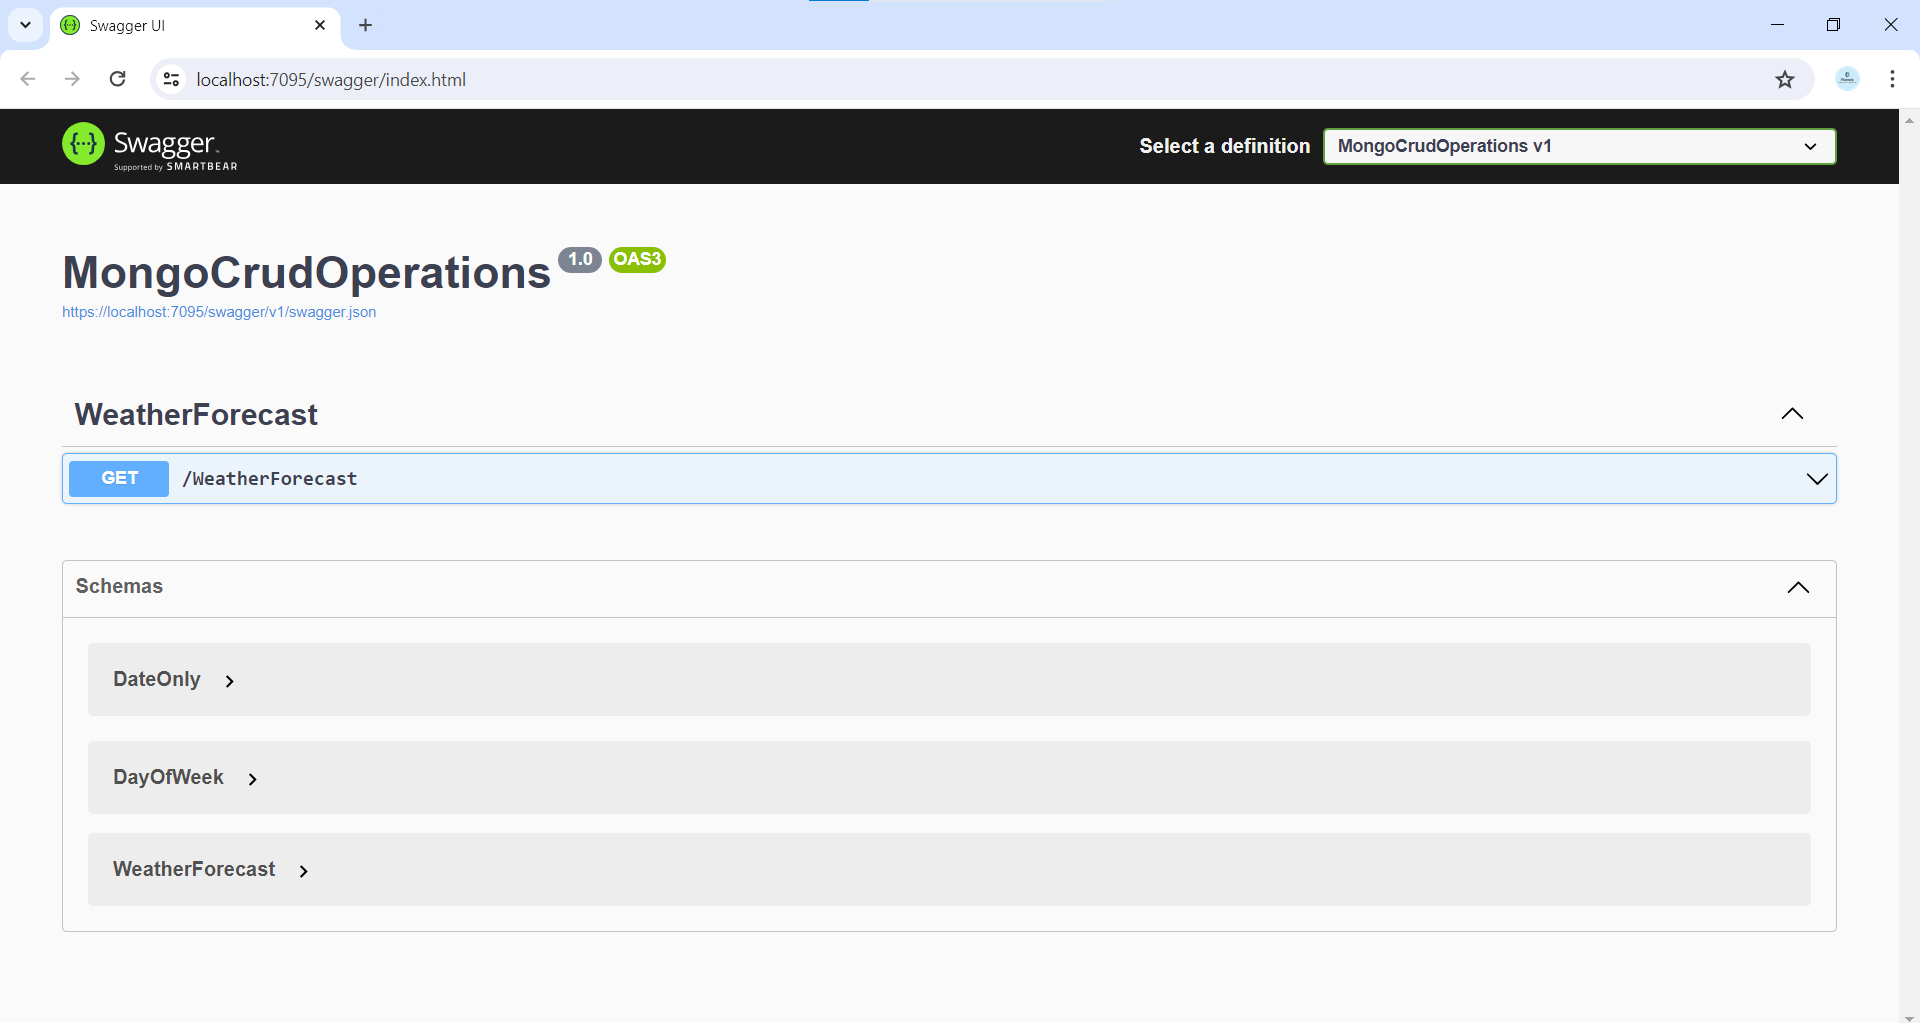 Swagger UI
localhost:7095/swagger/index.html
Swagger
Supported by SMARTBEAR
Select a definition
MongoCrudOperations v1
MongoCrudOperations 1.0 OAS3
https://localhost:7095/swagger/v1/swagger.json
WeatherForecast
GET /WeatherForecast
Schemas
DateOnly
DayOfWeek
WeatherForecast